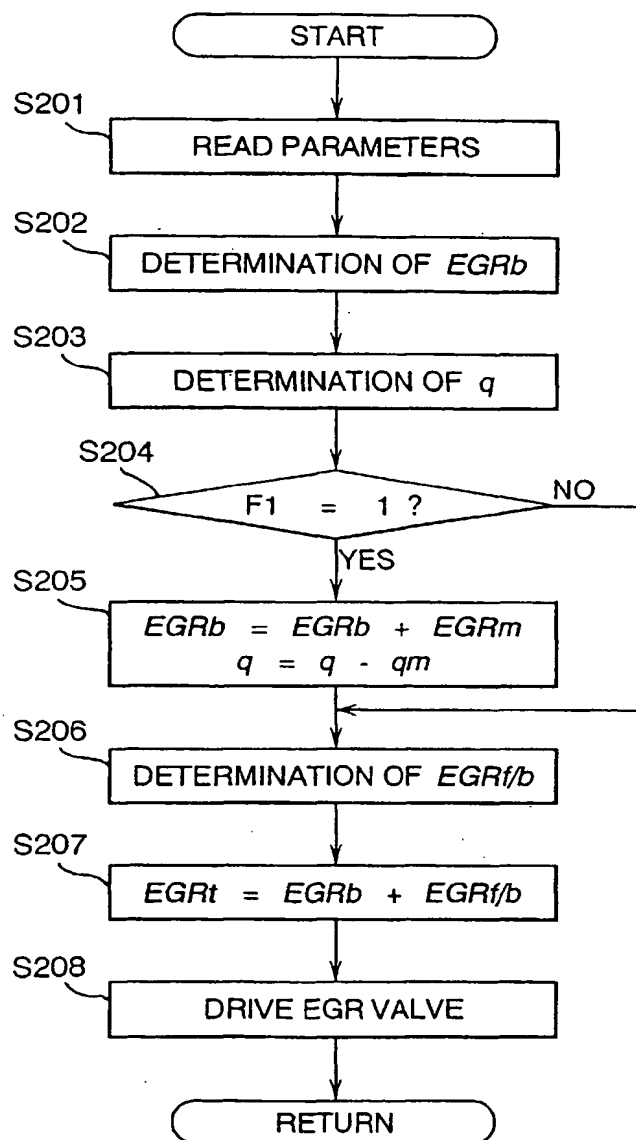 START
S201
READ PARAMETERS
S202
DETERMINATION OF EGRb
S203
DETERMINATION OF q
S204
F1 = 1 ?
NO
YES
S205
EGRb = EGRb + EGRm
q = q - qm
S206
DETERMINATION OF EGRf/b
S207
EGRt = EGRb + EGRf/b
S208
DRIVE EGR VALVE
RETURN